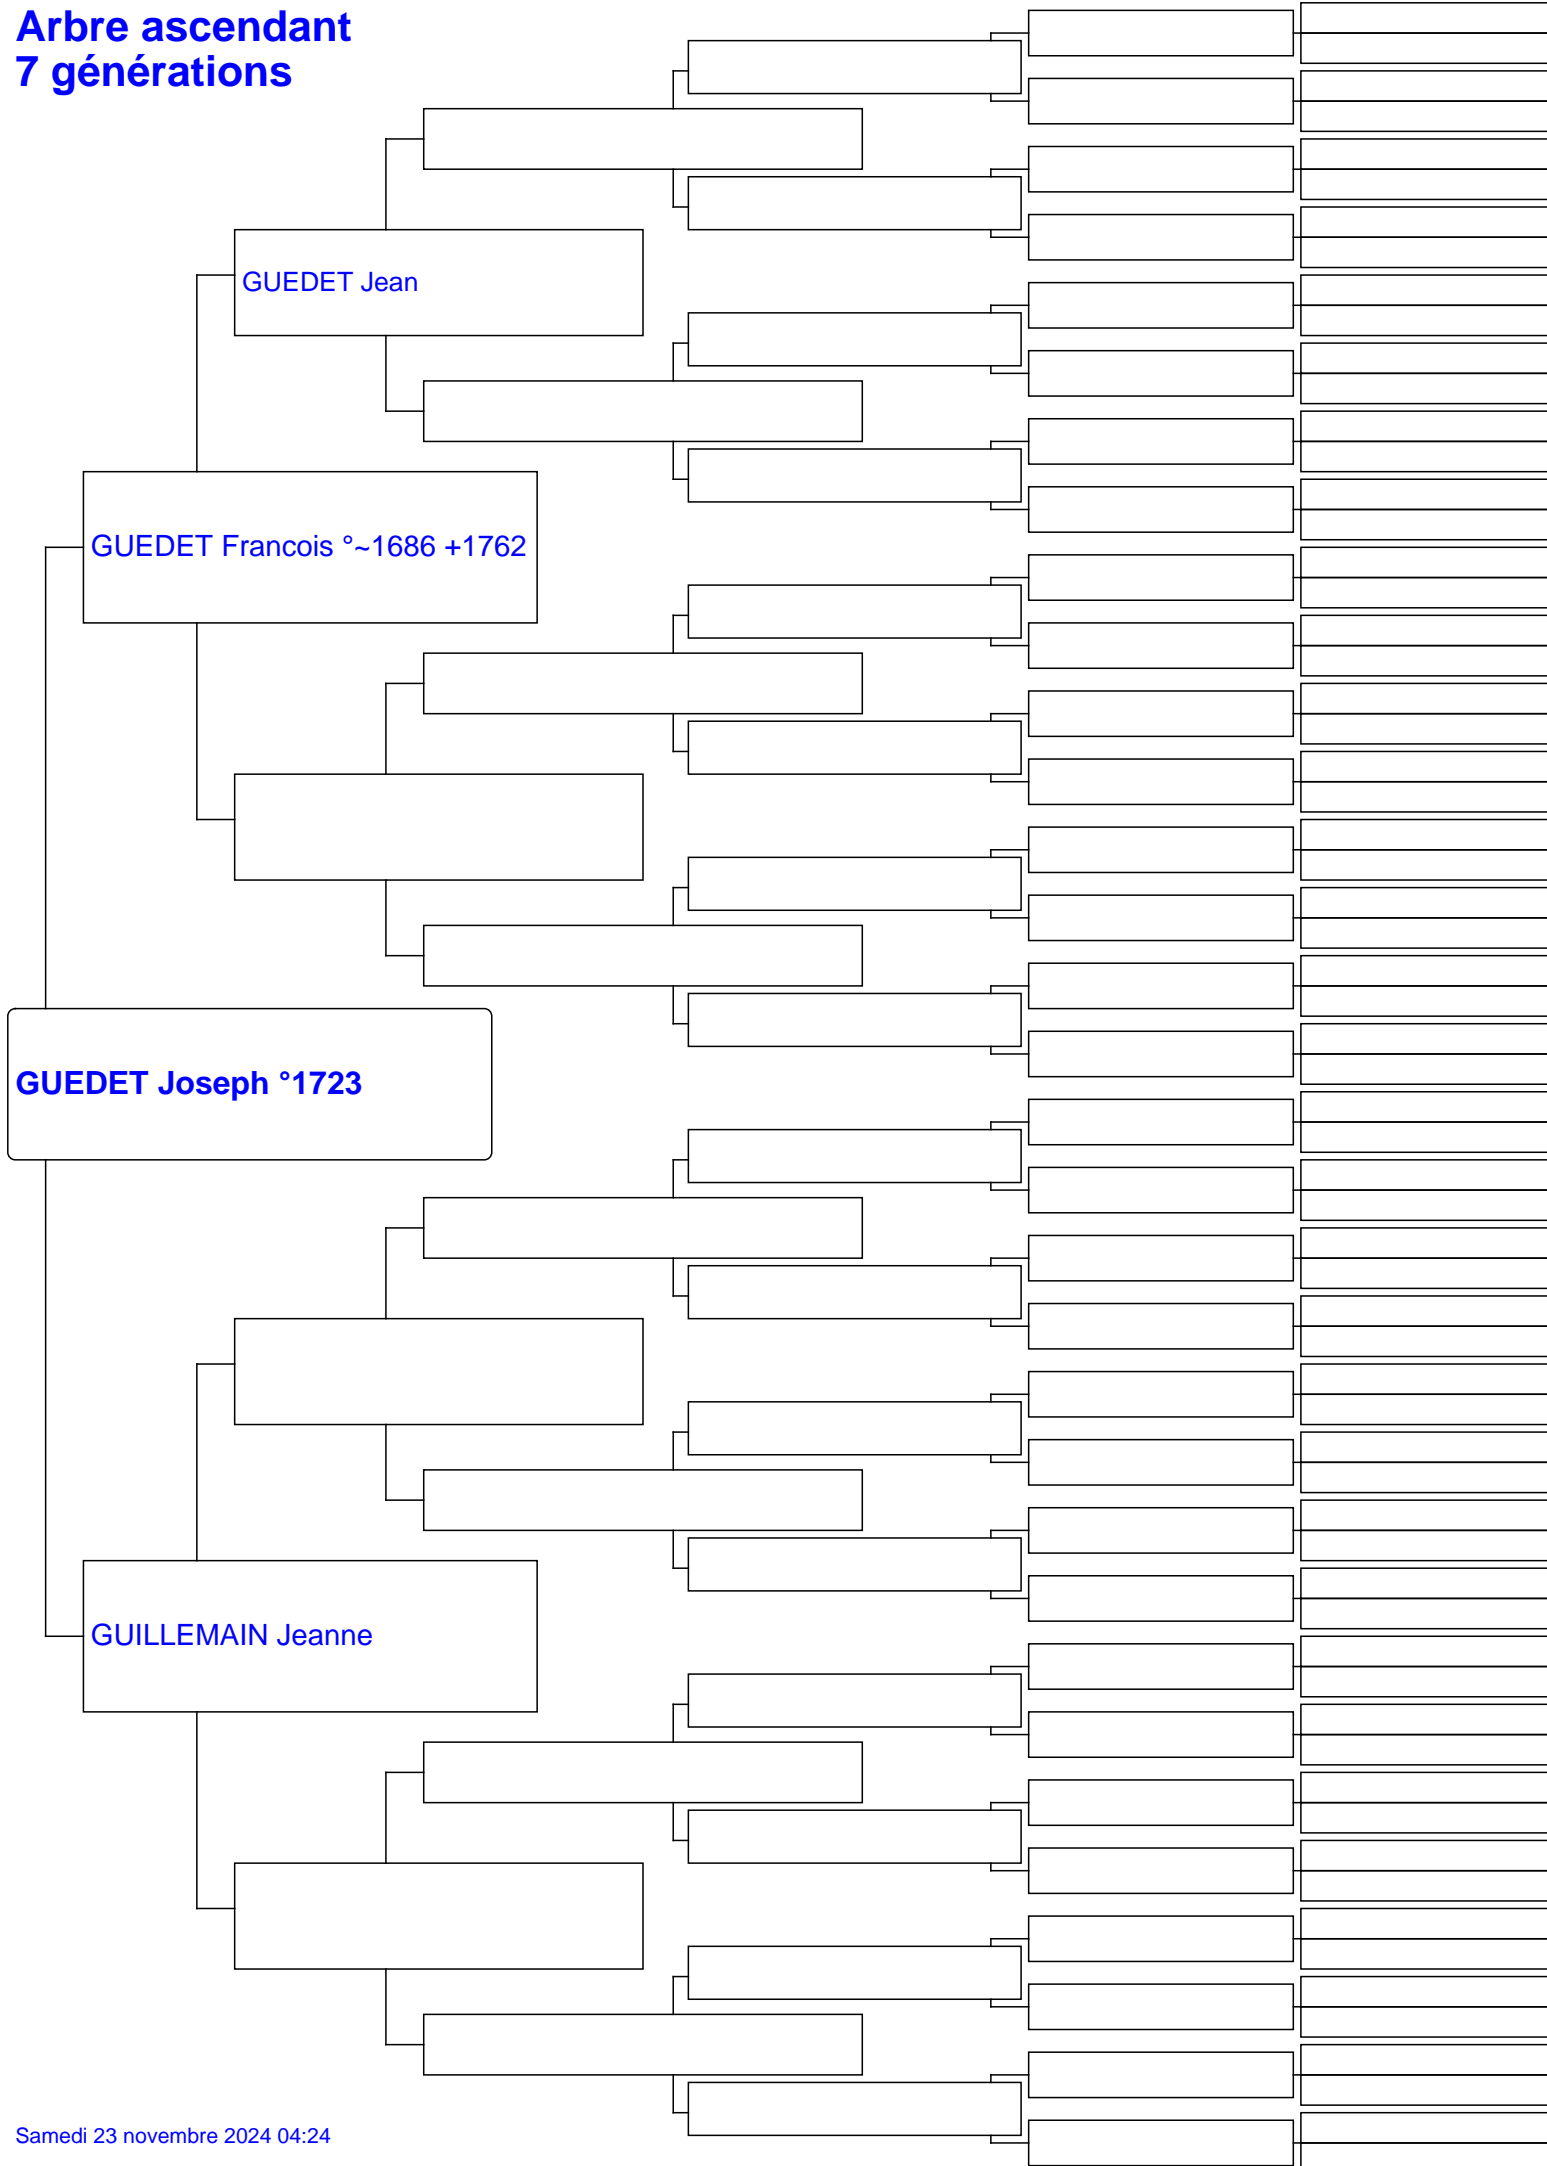 Arbre ascendant
7 générations
GUEDET Jean
GUEDET Francois °~1686 +1762
GUEDET Joseph °1723
GUILLEMAIN Jeanne
Samedi 23 novembre 2024 04:24